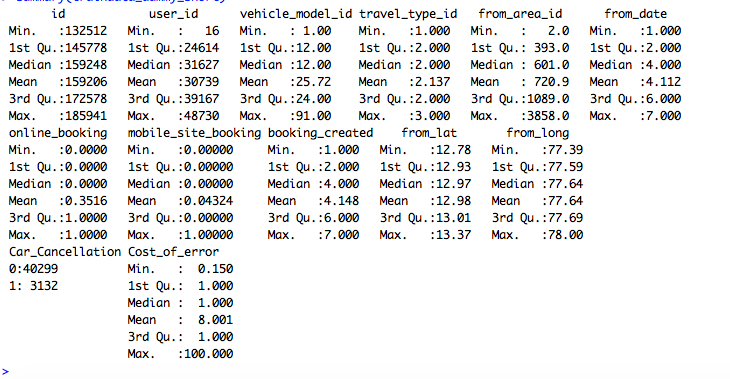 id            user_id      vehicle_model_id travel_type_id  from_area_id      from_date    
 Min.   :132512   Min.   :   16   Min.   : 1.00   Min.   :1.000   Min.   :   2.0   Min.   :1.000  
 1st Qu.:145778   1st Qu.:24614   1st Qu.:12.00   1st Qu.:2.000   1st Qu.: 393.0   1st Qu.:2.000  
 Median :159248   Median :31627   Median :12.00   Median :2.000   Median : 601.0   Median :4.000  
 Mean   :159206   Mean   :30739   Mean   :25.72   Mean   :2.137   Mean   : 720.9   Mean   :4.112  
 3rd Qu.:172578   3rd Qu.:39167   3rd Qu.:24.00   3rd Qu.:2.000   3rd Qu.:1089.0   3rd Qu.:6.000  
 Max.   :185941   Max.   :48730   Max.   :91.00   Max.   :3.000   Max.   :3858.0   Max.   :7.000  
 online_booking   mobile_site_booking booking_created    from_lat       from_long    
 Min.   :0.0000   Min.   :0.00000     Min.   :1.000   Min.   :12.78   Min.   :77.39  
 1st Qu.:0.0000   1st Qu.:0.00000     1st Qu.:2.000   1st Qu.:12.93   1st Qu.:77.59  
 Median :0.0000   Median :0.00000     Median :4.000   Median :12.97   Median :77.64  
 Mean   :0.3516   Mean   :0.04324     Mean   :4.148   Mean   :12.98   Mean   :77.64  
 3rd Qu.:1.0000   3rd Qu.:0.00000     3rd Qu.:6.000   3rd Qu.:13.01   3rd Qu.:77.69  
 Max.   :1.0000   Max.   :1.00000     Max.   :7.000   Max.   :13.37   Max.   :78.00  
 Car_Cancellation Cost_of_error    
 0:40299          Min.   :  0.150  
 1: 3132          1st Qu.:  1.000  
                  Median :  1.000  
                  Mean   :  8.001  
                  3rd Qu.:  1.000  
                  Max.   :100.000  
>